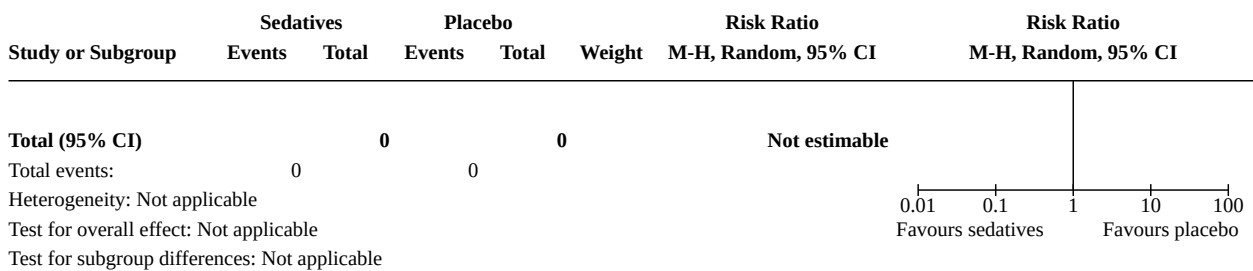 Sedatives Placebo Risk Ratio Risk Ratio
Study or Subgroup Events Total Events Total Weight M-H, Random, 95% CI M-H, Random, 95% CI
Total (95% CI) 0 0 Not estimable
Total events: 0 0
Heterogeneity: Not applicable
0.01 0.1 1 10 100
Test for overall effect: Not applicable Favours sedatives Favours placebo
Test for subgroup differences: Not applicable